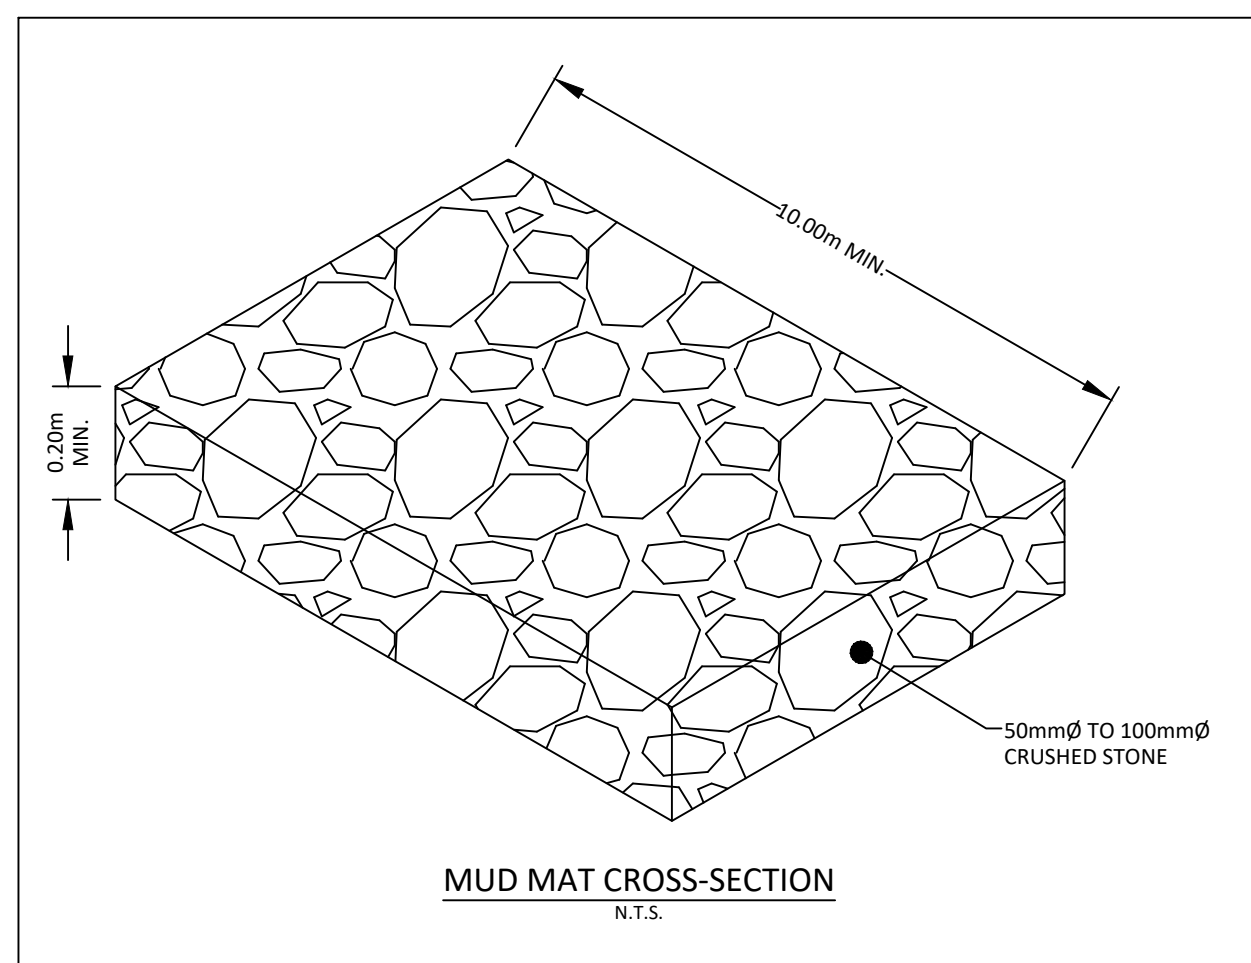 10.00m MIN.
0.20m
MIN.
50mmØ TO 100mmØ
CRUSHED STONE
MUD MAT CROSS-SECTION
N.T.S.